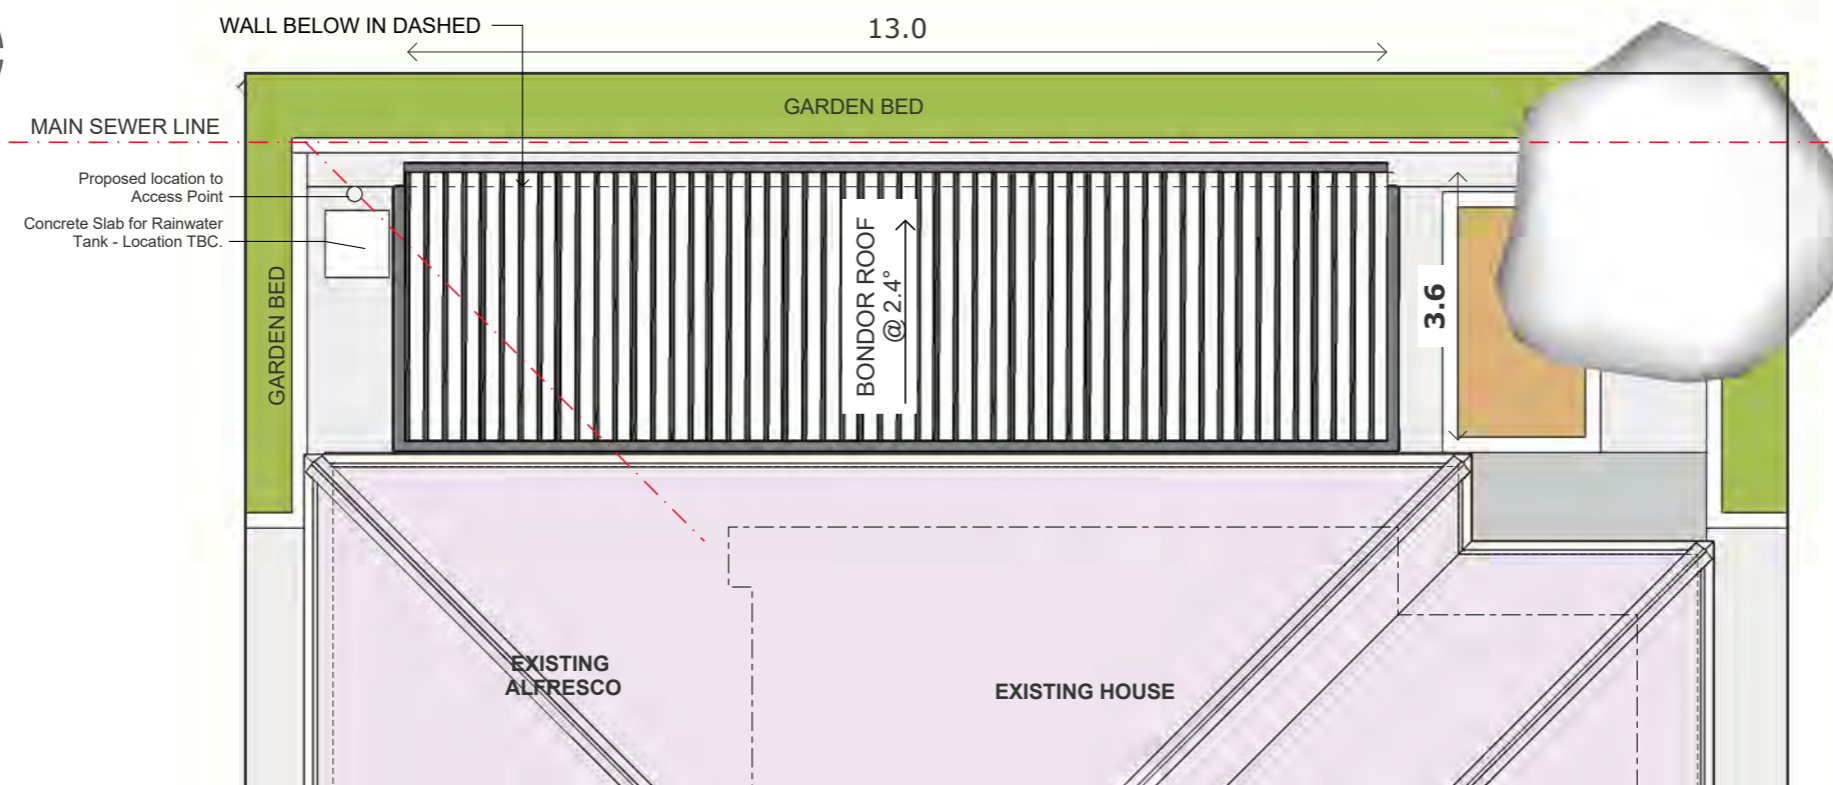 WALL BELOW IN DASHED
13.0
GARDEN BED
MAIN SEWER LINE
Proposed location to
Access Point
Concrete Slab for Rainwater
Tank - Location TBC.
GARDEN BED
BONDOR ROOF
@ 2.4°
3.6
EXISTING
ALFRESCO
EXISTING HOUSE